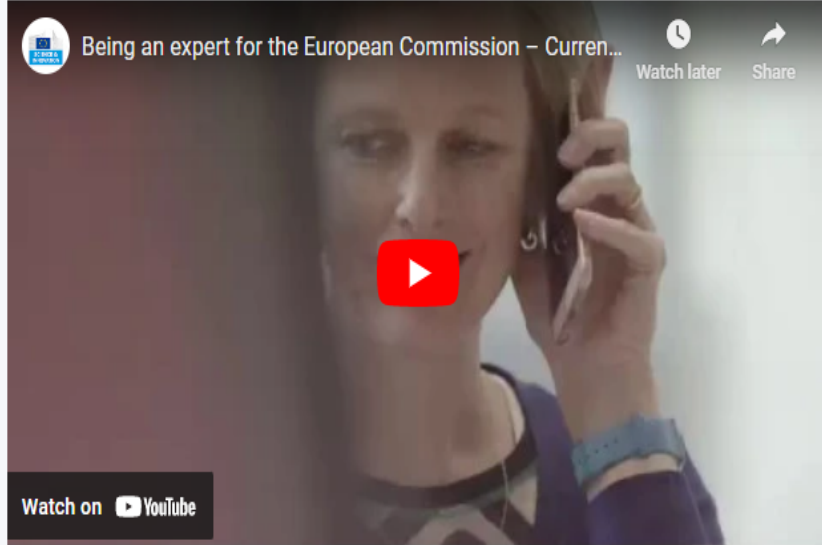 Being an expert for the European Commission – Curren...
Watch later
Share
Watch on YouTube